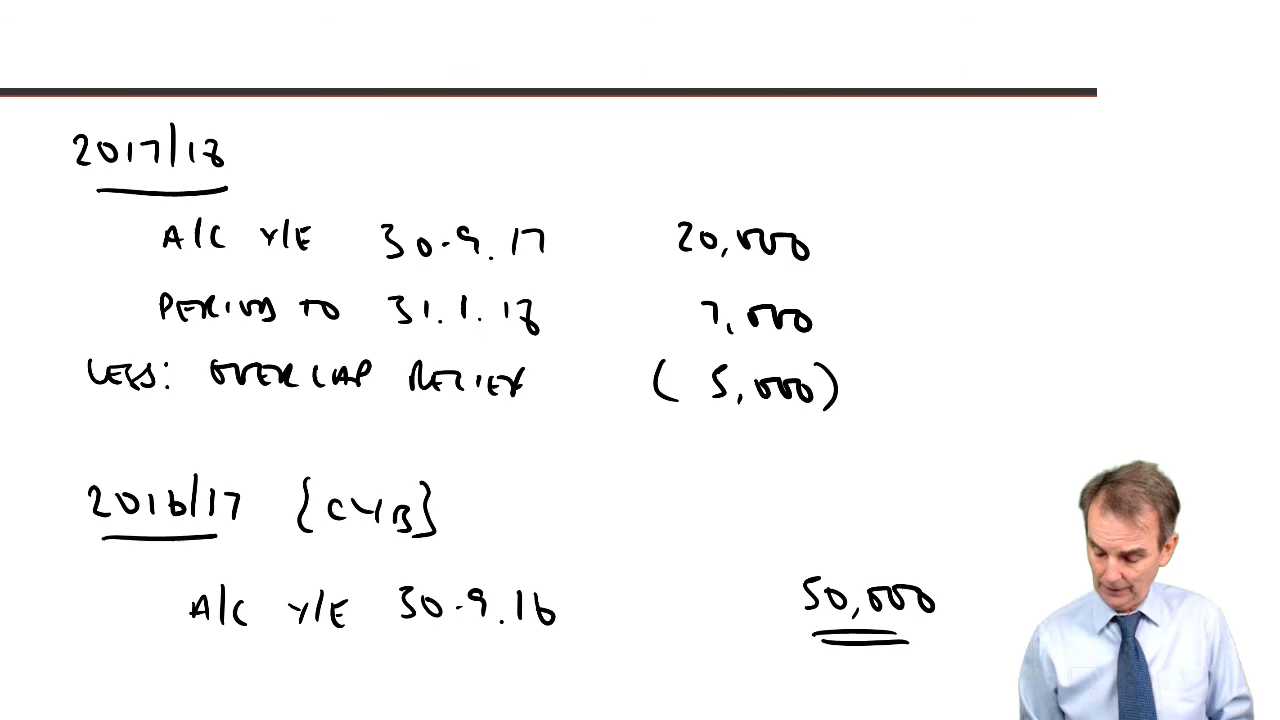 2017/18
A/C Y/E 30.9.17 20,000
PERIOD TO 31.1.18 7,000
LESS: OVERLAP RELIEF (5,000)
2016/17 {CYB}
A/C Y/E 30.9.16 50,000